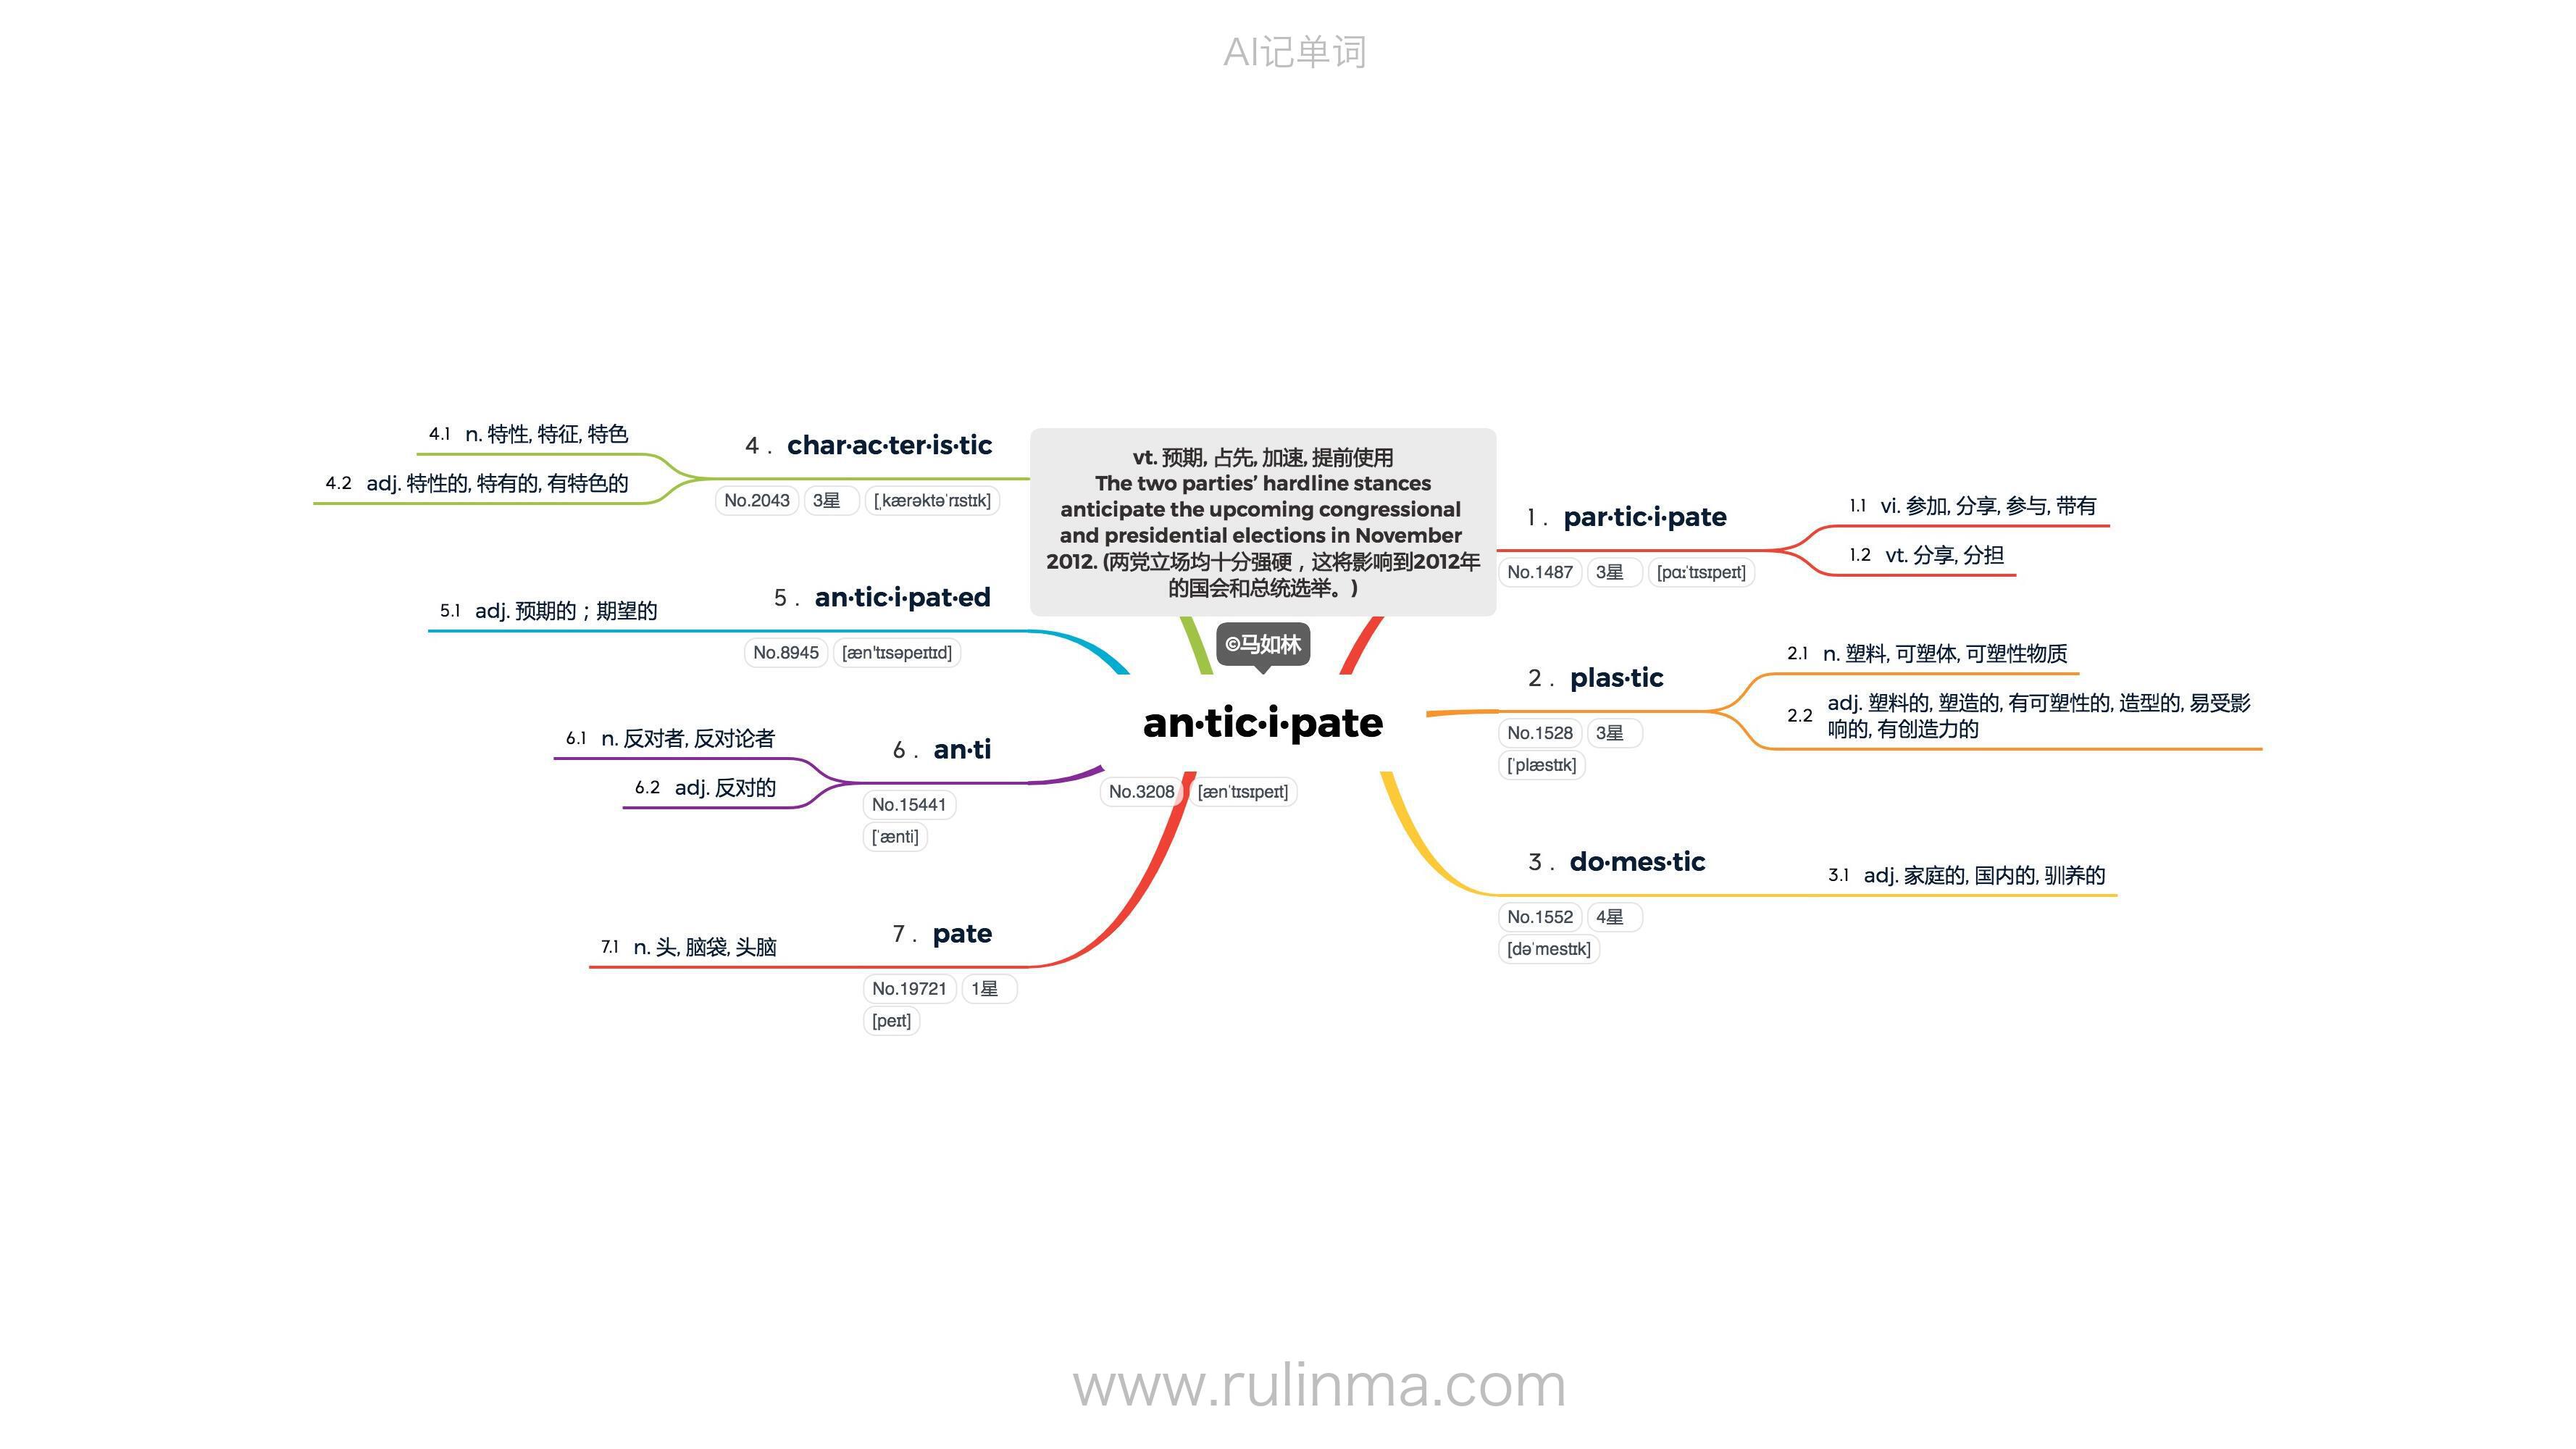 AI记单词
vt. 预期, 占先, 加速, 提前使用
The two parties’ hardline stances
anticipate the upcoming congressional
and presidential elections in November
2012. (两党立场均十分强硬，这将影响到2012年
的国会和总统选举。)
©马如林
an·tic·i·pate
No.3208 [ænˈtɪsɪpeɪt]
1 . par·tic·i·pate
No.1487 3星 [pɑːˈtɪsɪpeɪt]
1.1 vi. 参加, 分享, 参与, 带有
1.2 vt. 分享, 分担
2 . plas·tic
No.1528 3星
[ˈplæstɪk]
2.1 n. 塑料, 可塑体, 可塑性物质
2.2 adj. 塑料的, 塑造的, 有可塑性的, 造型的, 易受影
响的, 有创造力的
3 . do·mes·tic
No.1552 4星
[dəˈmestɪk]
3.1 adj. 家庭的, 国内的, 驯养的
4 . char·ac·ter·is·tic
No.2043 3星 [ˌkærəktəˈrɪstɪk]
4.1 n. 特性, 特征, 特色
4.2 adj. 特性的, 特有的, 有特色的
5 . an·tic·i·pat·ed
No.8945 [æn'tɪsəpeɪtɪd]
5.1 adj. 预期的；期望的
6 . an·ti
No.15441
[ˈænti]
6.1 n. 反对者, 反对论者
6.2 adj. 反对的
7 . pate
No.19721 1星
[peɪt]
7.1 n. 头, 脑袋, 头脑
www.rulinma.com